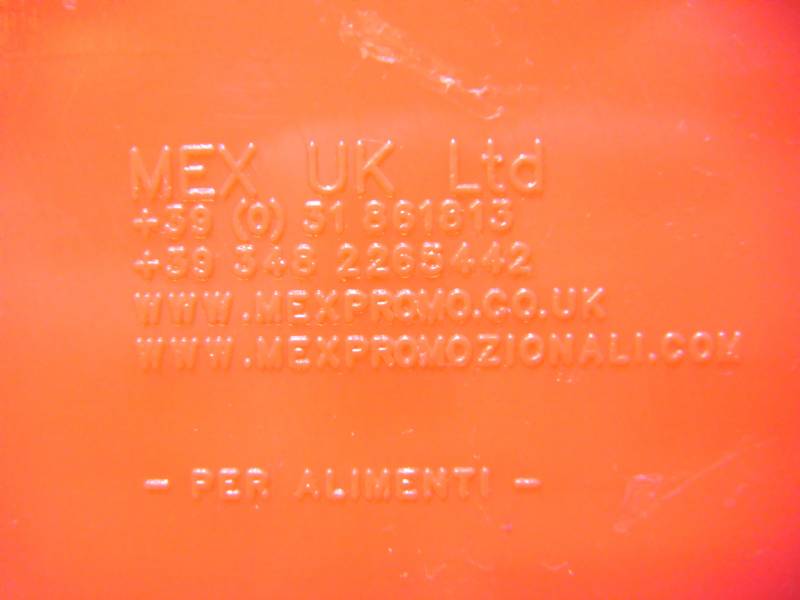 MEX UK Ltd
+39 (0) 31 861813
+39 348 2265442
WWW.MEXPROMO.CO.UK
WWW.MEXPROMOZIONALI.COM
- PER ALIMENTI -